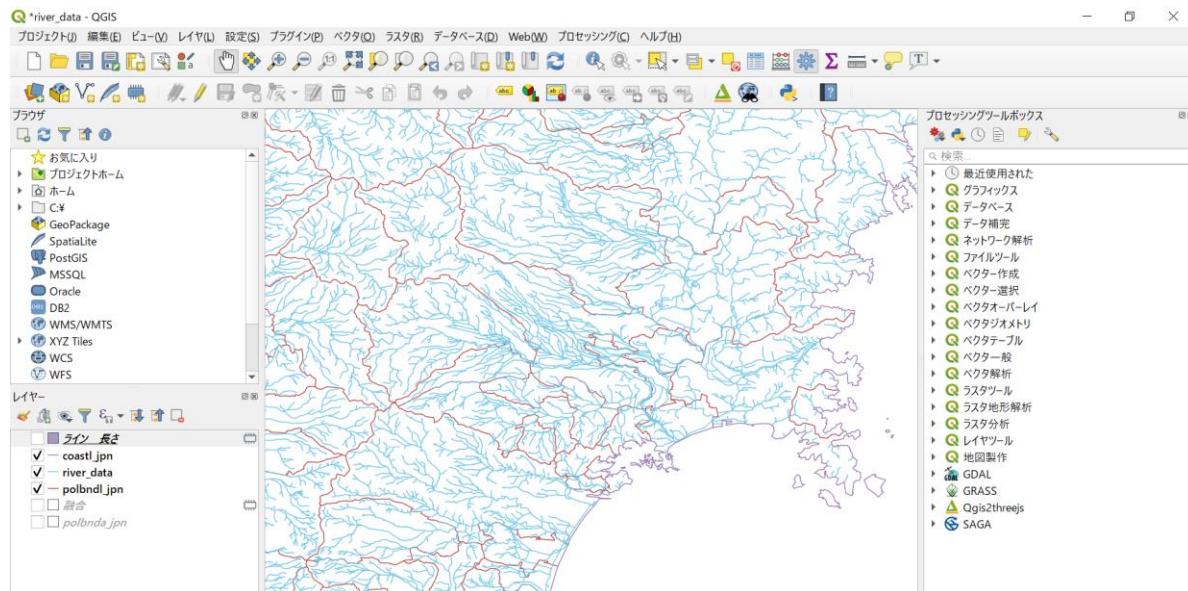 *river_data - QGIS
プロジェクト(J) 編集(E) ビュー(V) レイヤ(L) 設定(S) プラグイン(P) ベクタ(O) ラスタ(R) データベース(D) Web(W) プロセッシング(C) ヘルプ(H)
ブラウザ
お気に入り
プロジェクトホーム
ホーム
C:¥
GeoPackage
SpatiaLite
PostGIS
MSSQL
Oracle
DB2
WMS/WMTS
XYZ Tiles
WCS
WFS
レイヤー
ライン 長さ
coastl_jpn
river_data
polbndl_jpn
融合
polbnda_jpn
プロセッシングツールボックス
検索...
最近使用された
グラフィックス
データベース
データ補完
ネットワーク解析
ファイルツール
ベクター作成
ベクター選択
ベクタオーバーレイ
ベクタジオメトリ
ベクタテーブル
ベクタ一般
ベクタ解析
ラスタツール
ラスタ地形解析
ラスタ分析
レイヤツール
地図製作
GDAL
GRASS
Qgis2threejs
SAGA